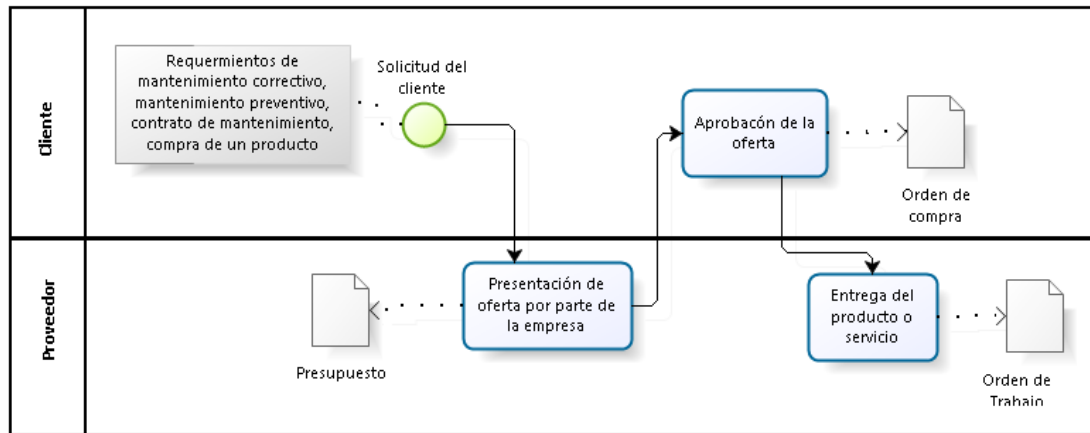 Cliente
Requermientos de
mantenimiento correctivo,
mantenimiento preventivo,
contrato de mantenimiento,
compra de un producto
Solicitud del
cliente
Aprobacón de la
oferta
Orden de
compra
Proveedor
Presupuesto
Presentación de
oferta por parte de
la empresa
Entrega del
producto o
servicio
Orden de
Trabajo